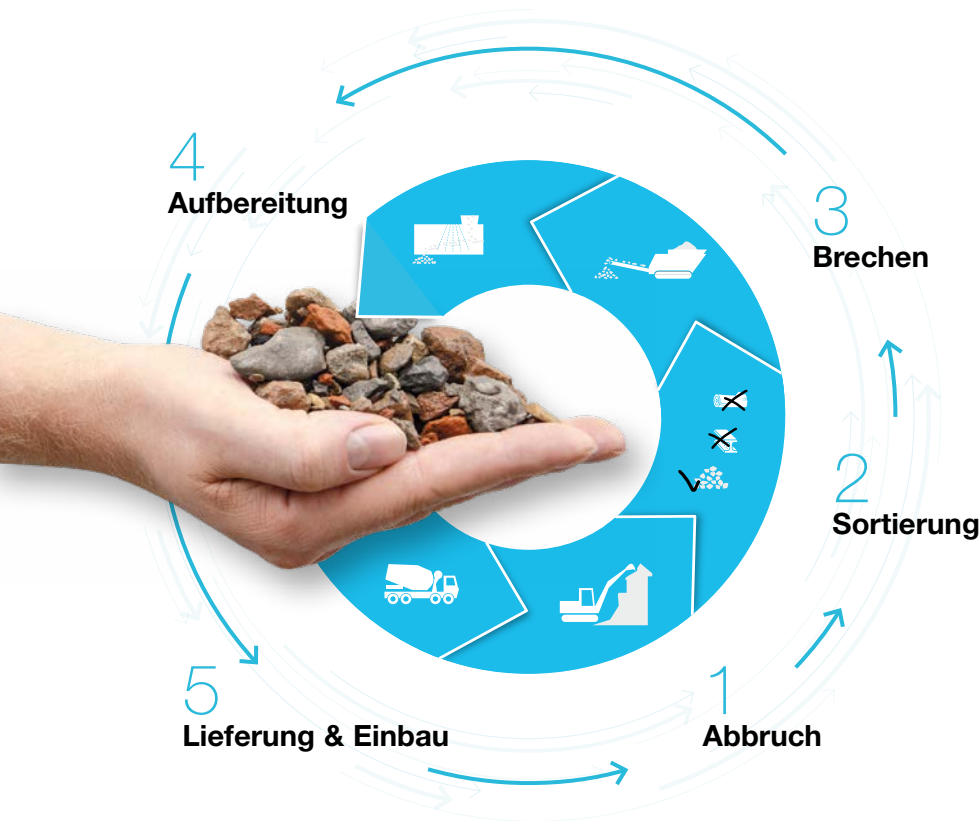 4
Aufbereitung
3
Brechen
2
Sortierung
5
Lieferung & Einbau
1
Abbruch